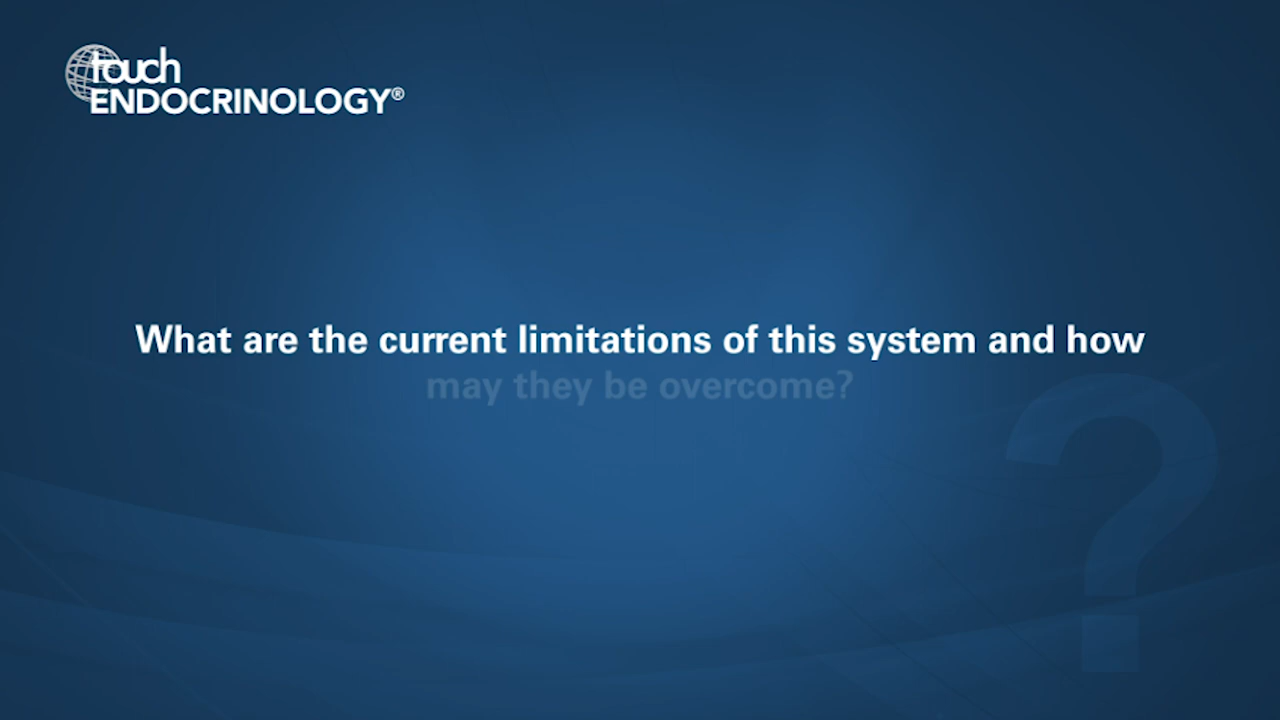 touch
ENDOCRINOLOGY®
What are the current limitations of this system and how
may they be overcome?
?